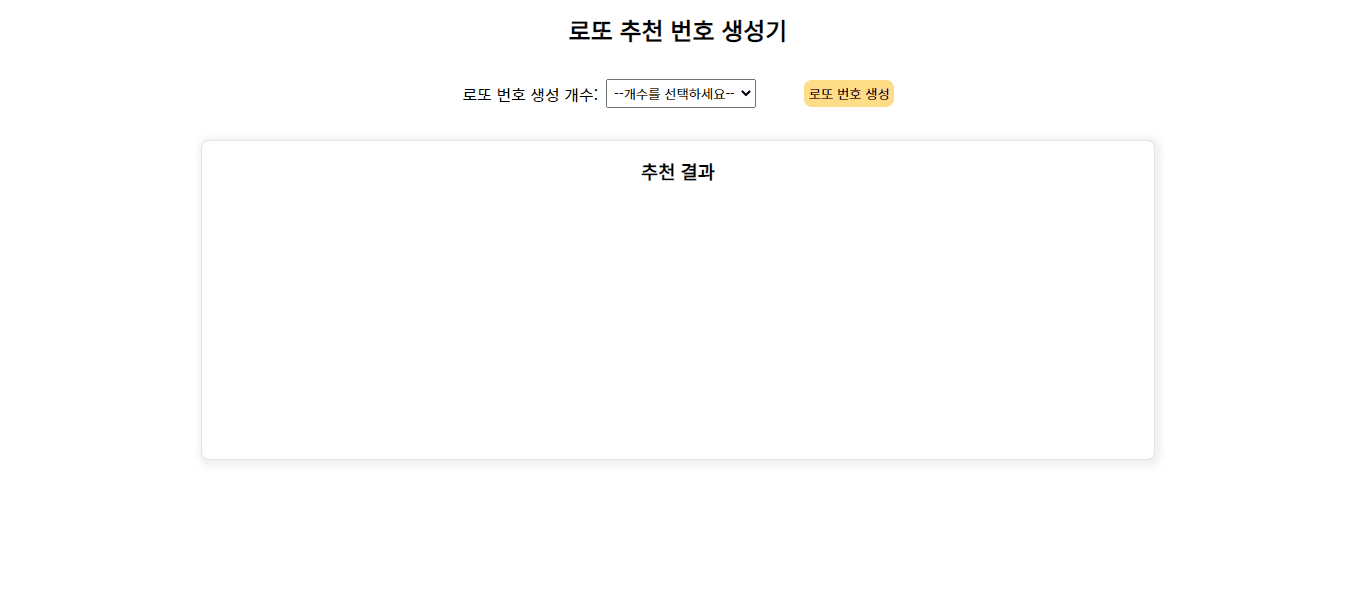 로또 추천 번호 생성기
로또 번호 생성 개수: --개수를 선택하세요-- 로또 번호 생성
추천 결과